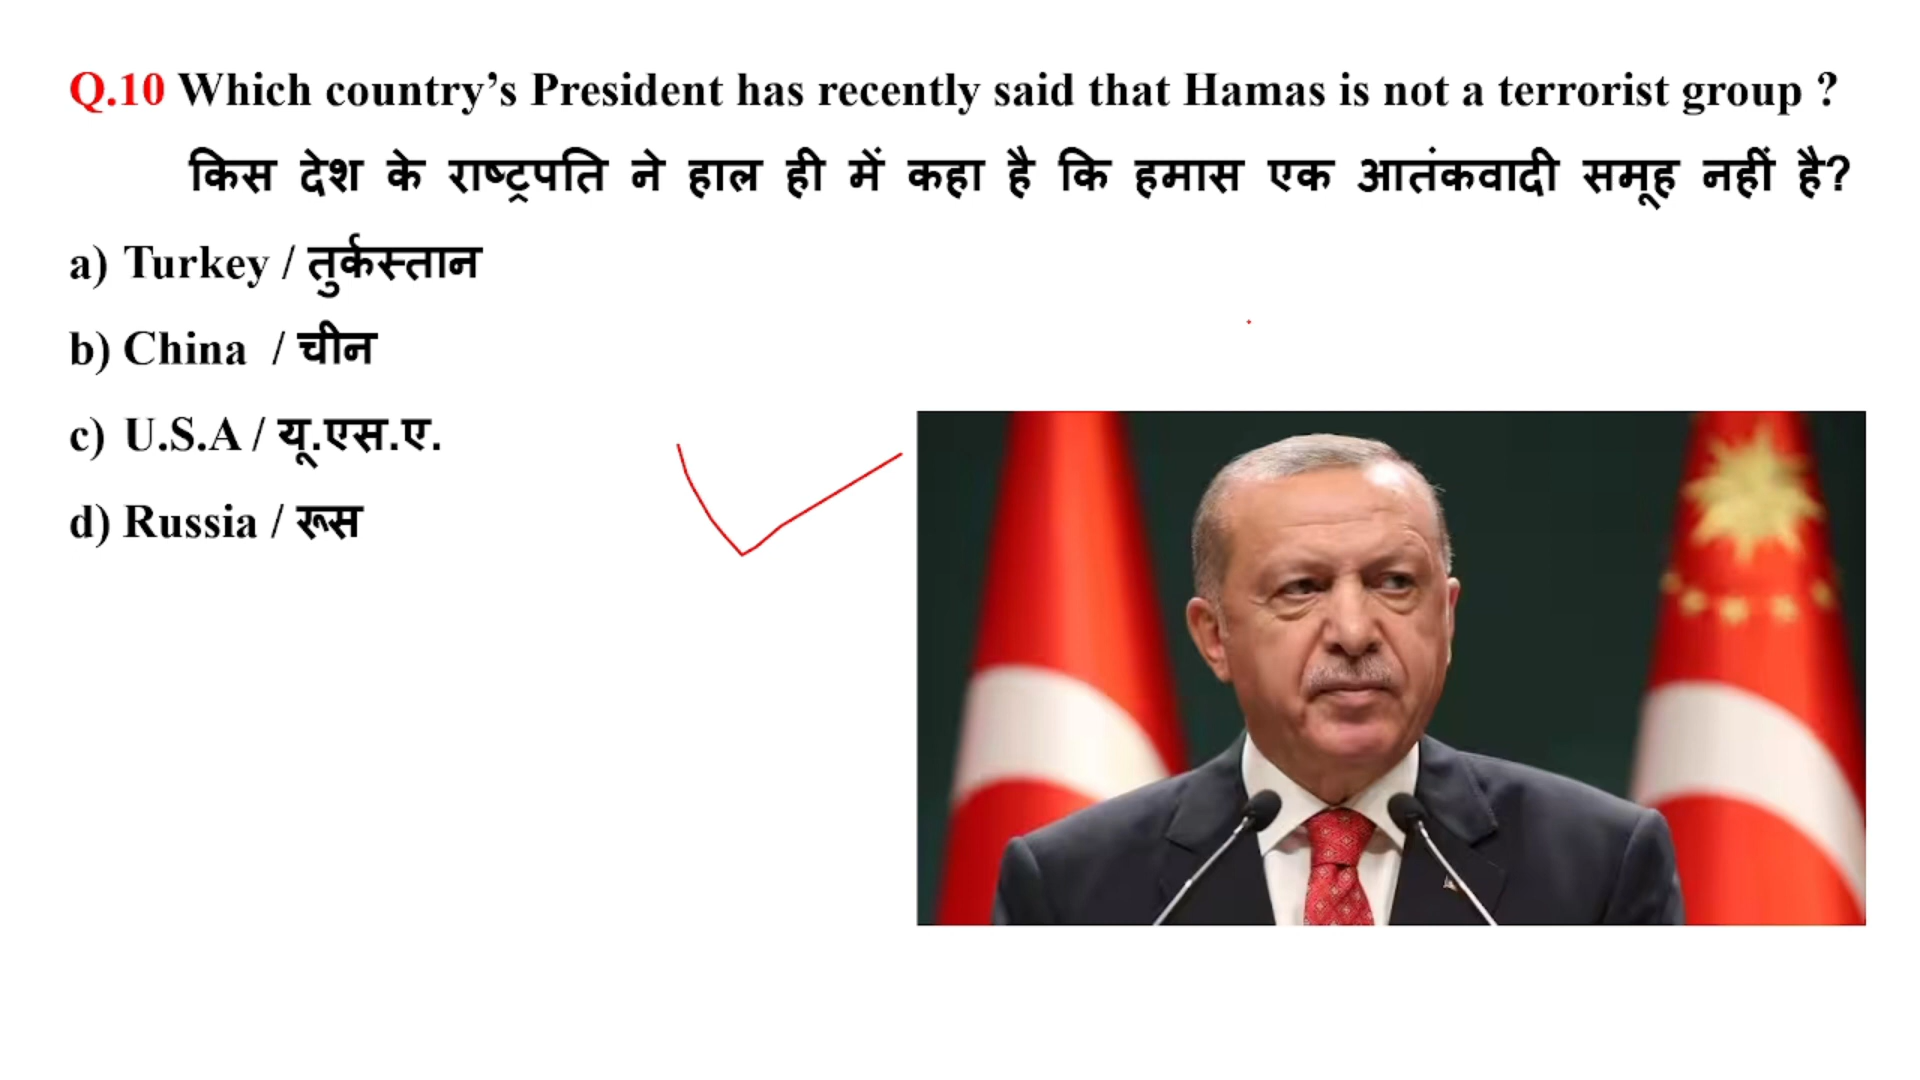 Q.10 Which country’s President has recently said that Hamas is not a terrorist group ?
किस देश के राष्ट्रपति ने हाल ही में कहा है कि हमास एक आतंकवादी समूह नहीं है?
a) Turkey / तुर्कस्तान
b) China / चीन
c) U.S.A / यू.एस.ए.
d) Russia / रूस